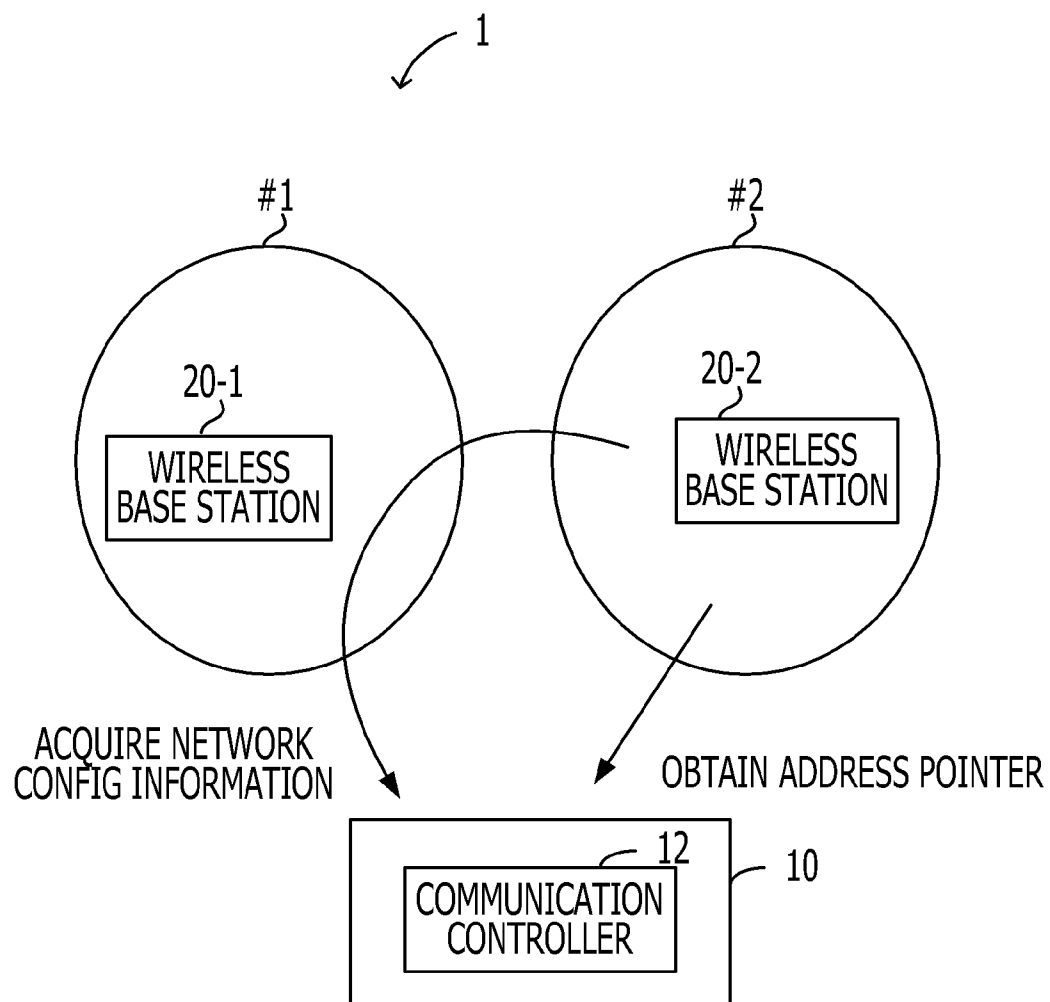 1
#1
#2
20-1
20-2
WIRELESS
BASE STATION
WIRELESS
BASE STATION
ACQUIRE NETWORK
CONFIG INFORMATION
OBTAIN ADDRESS POINTER
12
10
COMMUNICATION
CONTROLLER